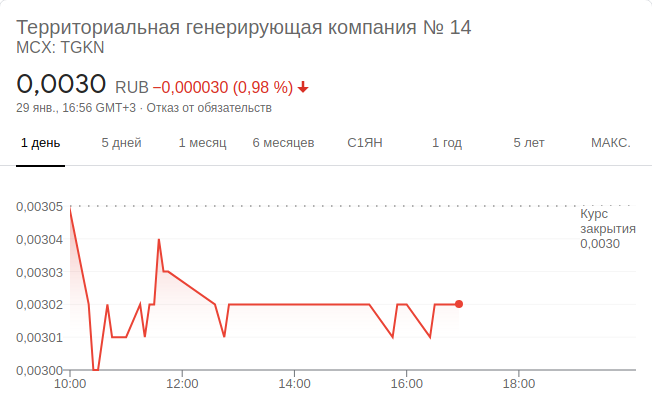 Территориальная генерирующая компания № 14
MCX: TGKN
0,0030 RUB −0,000030 (0,98 %)
29 янв., 16:56 GMT+3 · Отказ от обязательств
1 день 5 дней 1 месяц 6 месяцев С1ЯН 1 год 5 лет МАКС.
0,00305
Курс
закрытия
0,0030
0,00304
0,00303
0,00302
0,00301
0,00300
10:00 12:00 14:00 16:00 18:00